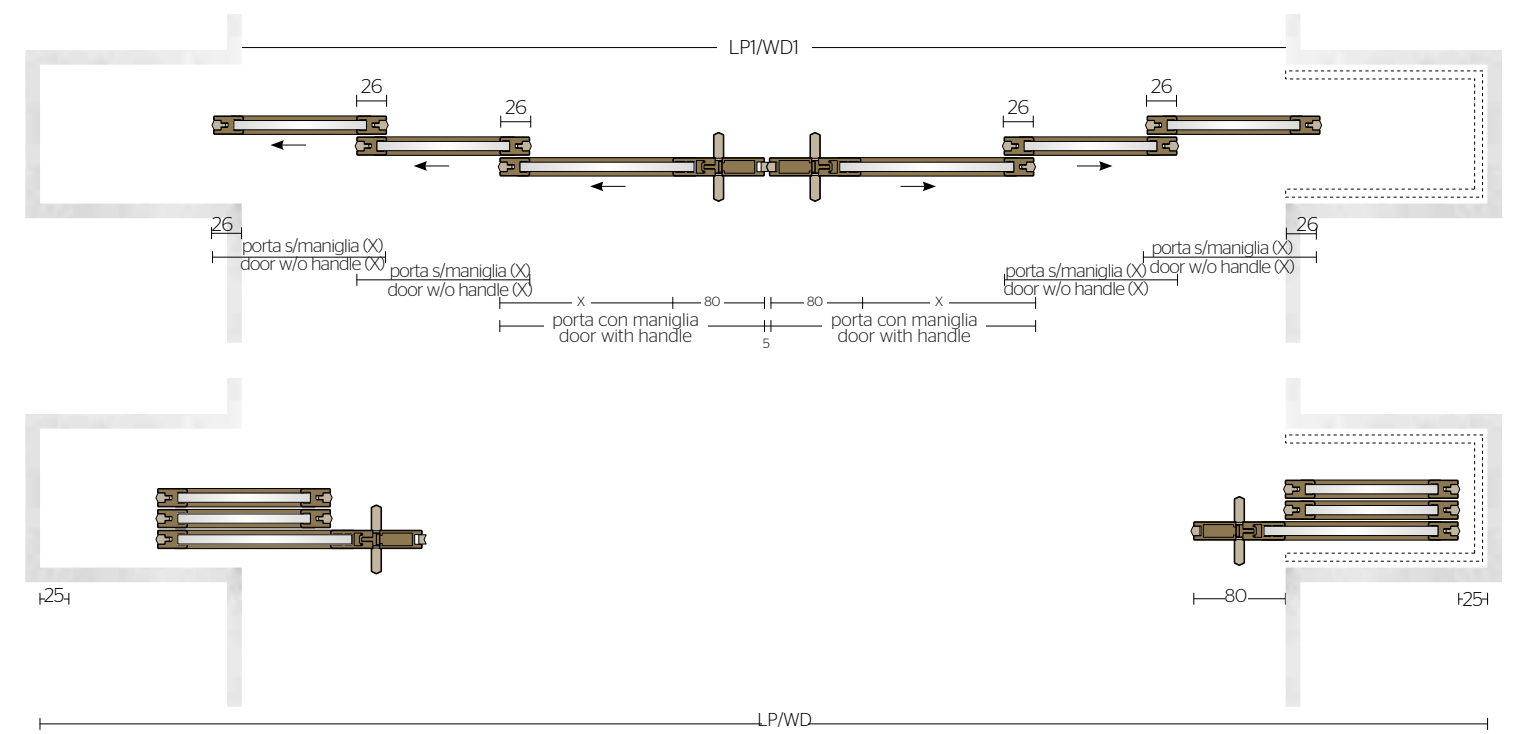 LP1/WD1
26
26
26
26
26
26
porta s/maniglia (X)
door w/o handle (X)
porta s/maniglia (X)
door w/o handle (X)
porta s/maniglia (X)
door w/o handle (X)
porta s/maniglia (X)
door w/o handle (X)
X
80
80
X
porta con maniglia
door with handle
porta con maniglia
door with handle
5
25
80
25
LP/WD